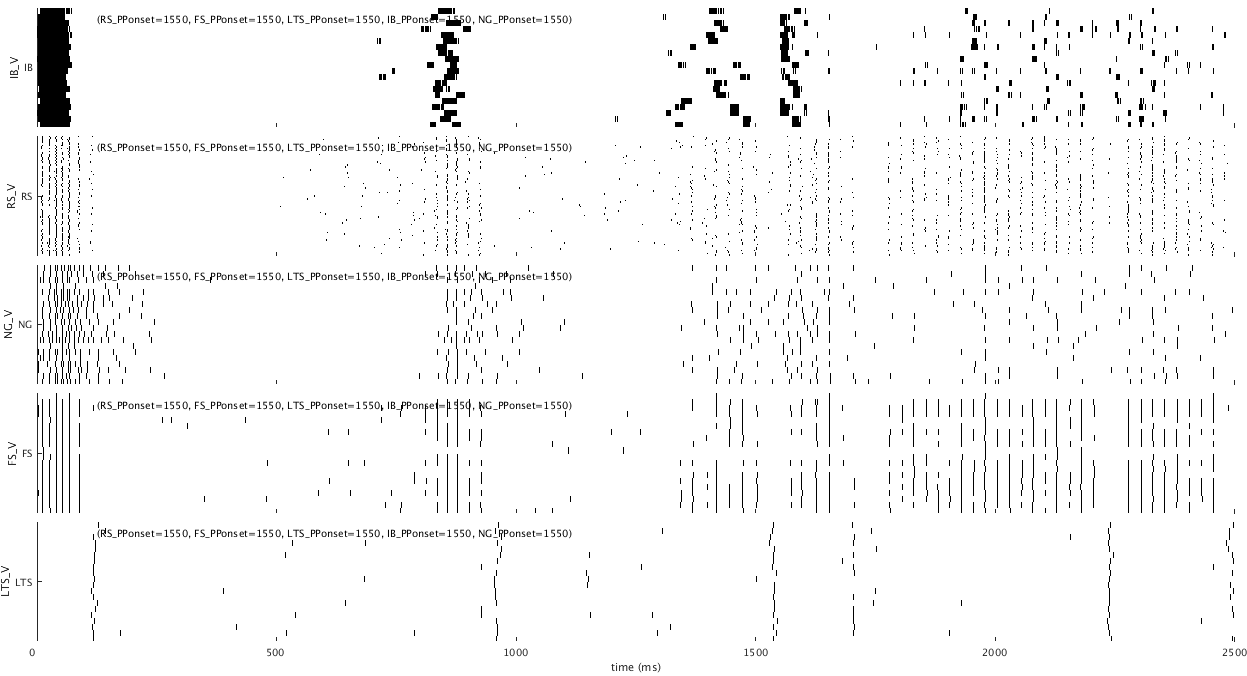 (RS_PPonset=1550, FS_PPonset=1550, LTS_PPonset=1550, IB_PPonset=1550, NG_PPonset=1550)
IB_V
IB
(RS_PPonset=1550, FS_PPonset=1550, LTS_PPonset=1550, IB_PPonset=1550, NG_PPonset=1550)
RS_V
RS
(RS_PPonset=1550, FS_PPonset=1550, LTS_PPonset=1550, IB_PPonset=1550, NG_PPonset=1550)
NG_V
NG
(RS_PPonset=1550, FS_PPonset=1550, LTS_PPonset=1550, IB_PPonset=1550, NG_PPonset=1550)
FS_V
FS
(RS_PPonset=1550, FS_PPonset=1550, LTS_PPonset=1550, IB_PPonset=1550, NG_PPonset=1550)
LTS_V
LTS
0 500 1000 1500 2000 2500
time (ms)